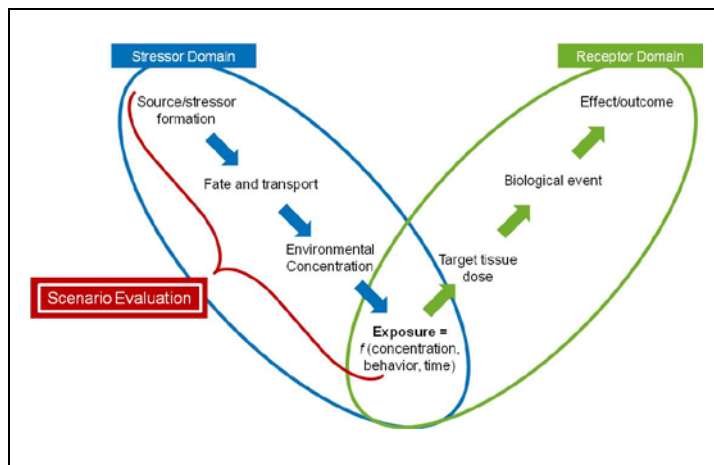 Stressor Domain
Receptor Domain
Source/stressor
formation
Effect/outcome
Fate and transport
Biological event
Environmental
Concentration
Target tissue
dose
Scenario Evaluation
Exposure =
f (concentration,
behavior, time)